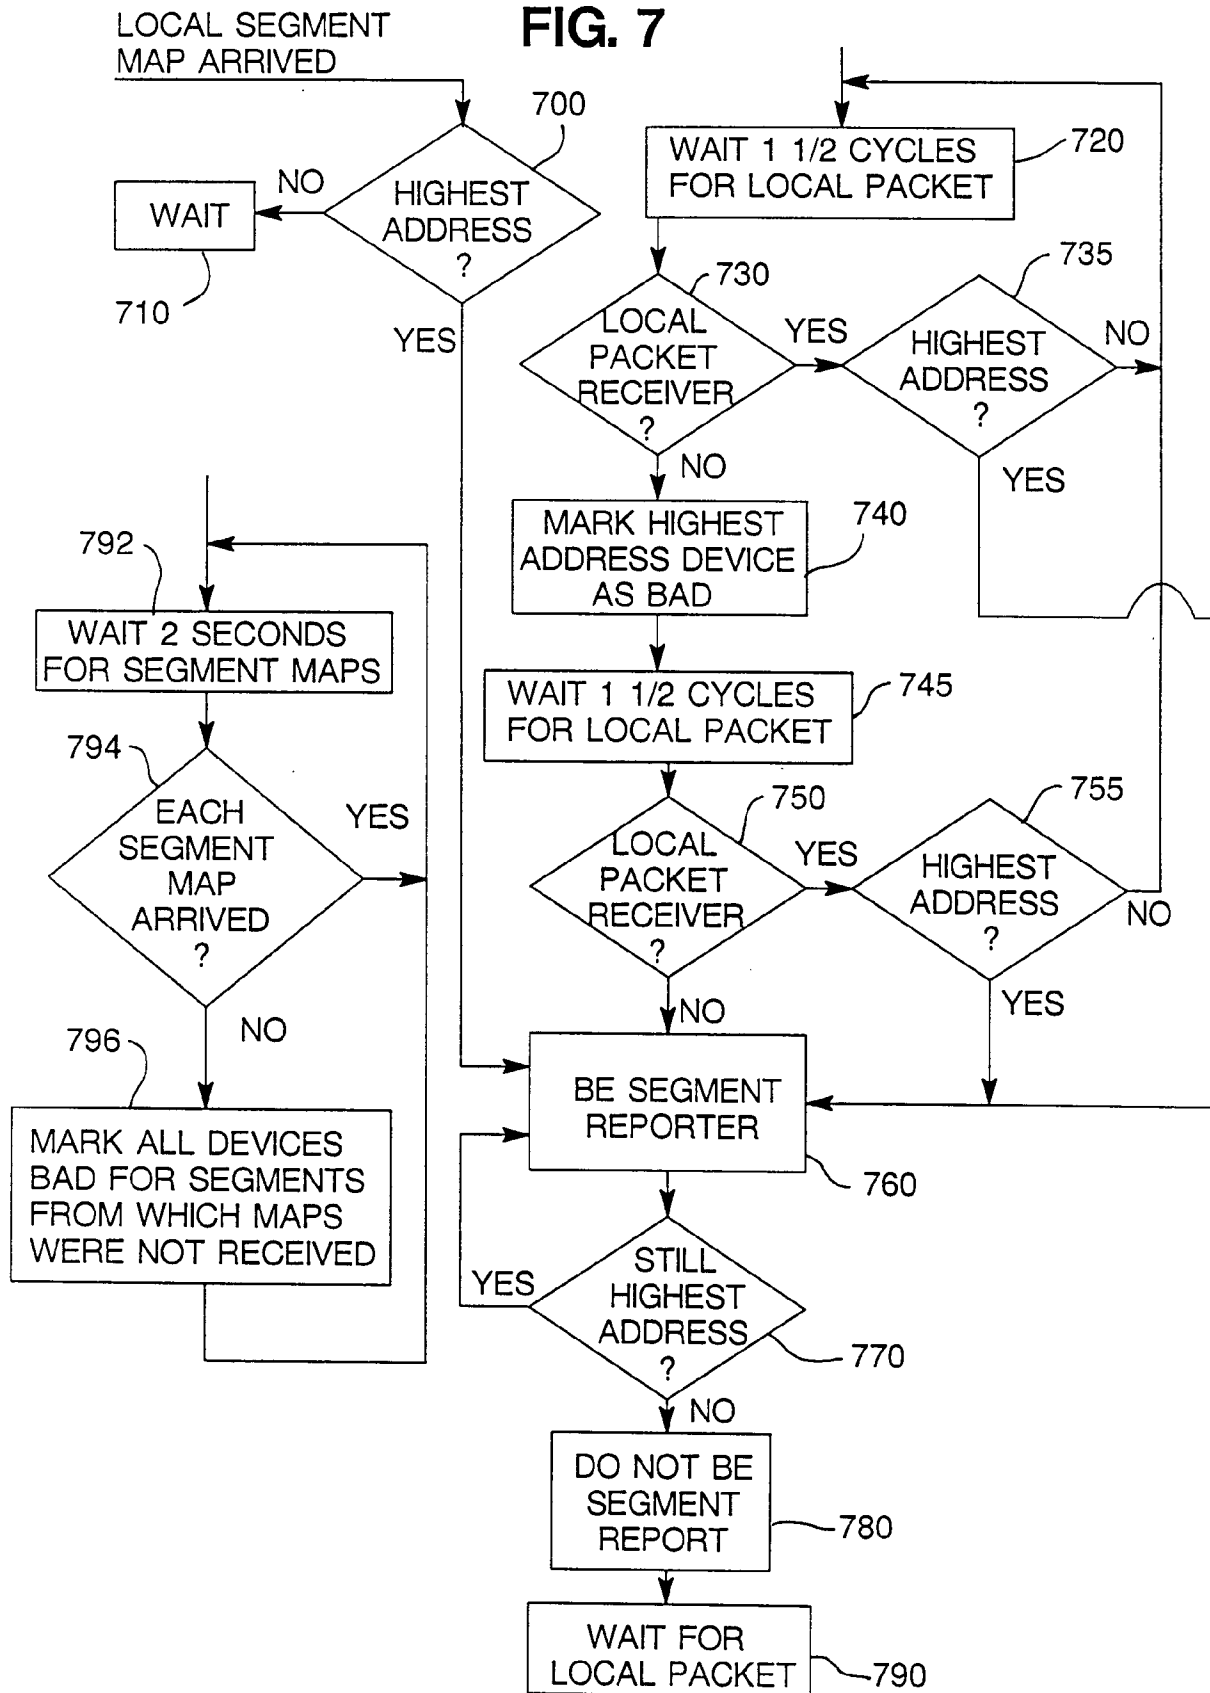 FIG. 7
LOCAL SEGMENT
MAP ARRIVED
700
HIGHEST
ADDRESS
?
NO
WAIT
710
YES
720
WAIT 1 1/2 CYCLES
FOR LOCAL PACKET
730
LOCAL
PACKET
RECEIVER
?
YES
735
HIGHEST
ADDRESS
?
NO
YES
NO
740
MARK HIGHEST
ADDRESS DEVICE
AS BAD
745
WAIT 1 1/2 CYCLES
FOR LOCAL PACKET
750
LOCAL
PACKET
RECEIVER
?
YES
755
HIGHEST
ADDRESS
?
NO
YES
NO
BE SEGMENT
REPORTER
760
STILL
HIGHEST
ADDRESS
?
YES
770
NO
DO NOT BE
SEGMENT
REPORT
780
WAIT FOR
LOCAL PACKET
790
792
WAIT 2 SECONDS
FOR SEGMENT MAPS
794
EACH
SEGMENT
MAP
ARRIVED
?
YES
NO
796
MARK ALL DEVICES
BAD FOR SEGMENTS
FROM WHICH MAPS
WERE NOT RECEIVED